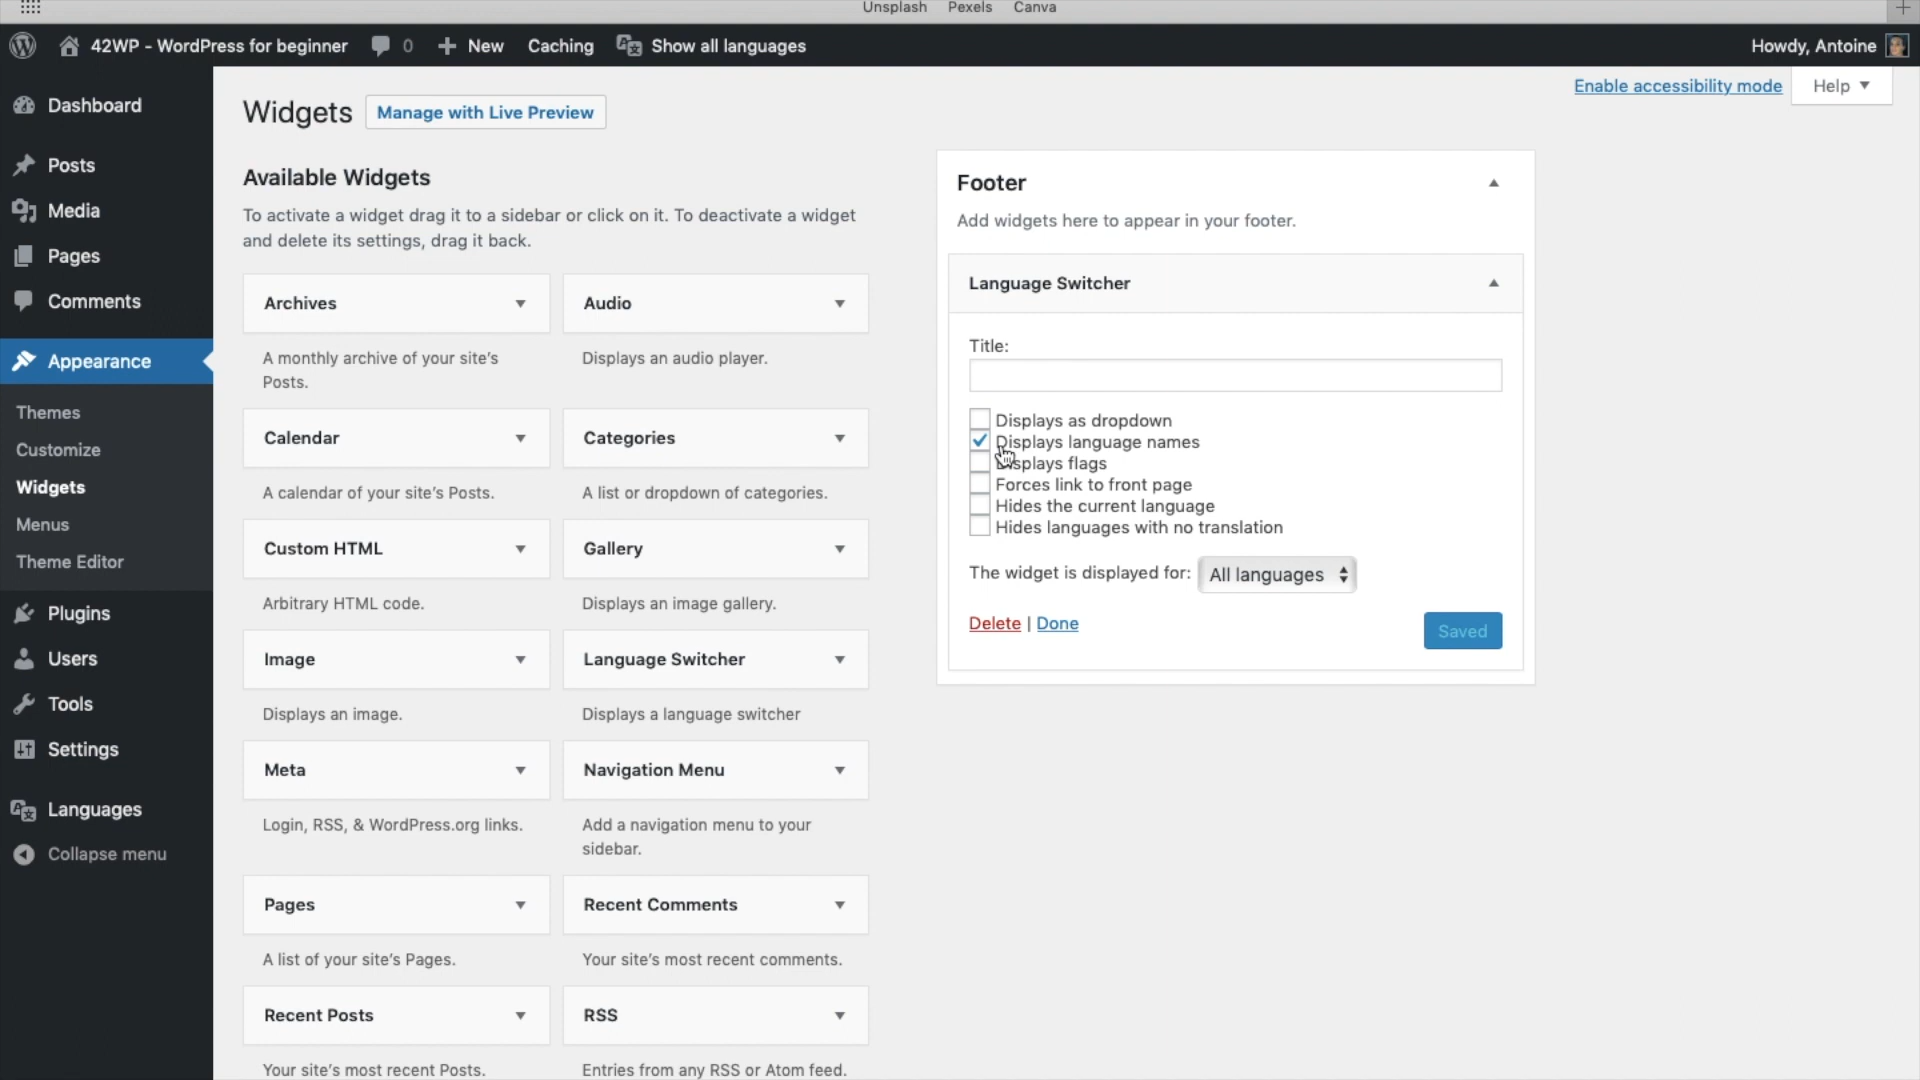 Unsplash Pexels Canva
42WP - WordPress for beginner 0 New Caching Show all languages Howdy, Antoine
Enable accessibility mode Help
Dashboard
Posts
Media
Pages
Comments
Appearance
Themes
Customize
Widgets
Menus
Theme Editor
Plugins
Users
Tools
Settings
Languages
Collapse menu
Widgets Manage with Live Preview
Available Widgets
To activate a widget drag it to a sidebar or click on it. To deactivate a widget
and delete its settings, drag it back.
Archives
A monthly archive of your site's
Posts.
Audio
Displays an audio player.
Calendar
A calendar of your site's Posts.
Categories
A list or dropdown of categories.
Custom HTML
Arbitrary HTML code.
Gallery
Displays an image gallery.
Image
Displays an image.
Language Switcher
Displays a language switcher
Meta
Login, RSS, & WordPress.org links.
Navigation Menu
Add a navigation menu to your
sidebar.
Pages
A list of your site's Pages.
Recent Comments
Your site's most recent comments.
Recent Posts
Your site's most recent Posts.
RSS
Entries from any RSS or Atom feed.
Footer
Add widgets here to appear in your footer.
Language Switcher
Title:
Displays as dropdown
Displays language names
Displays flags
Forces link to front page
Hides the current language
Hides languages with no translation
The widget is displayed for: All languages
Delete | Done
Saved